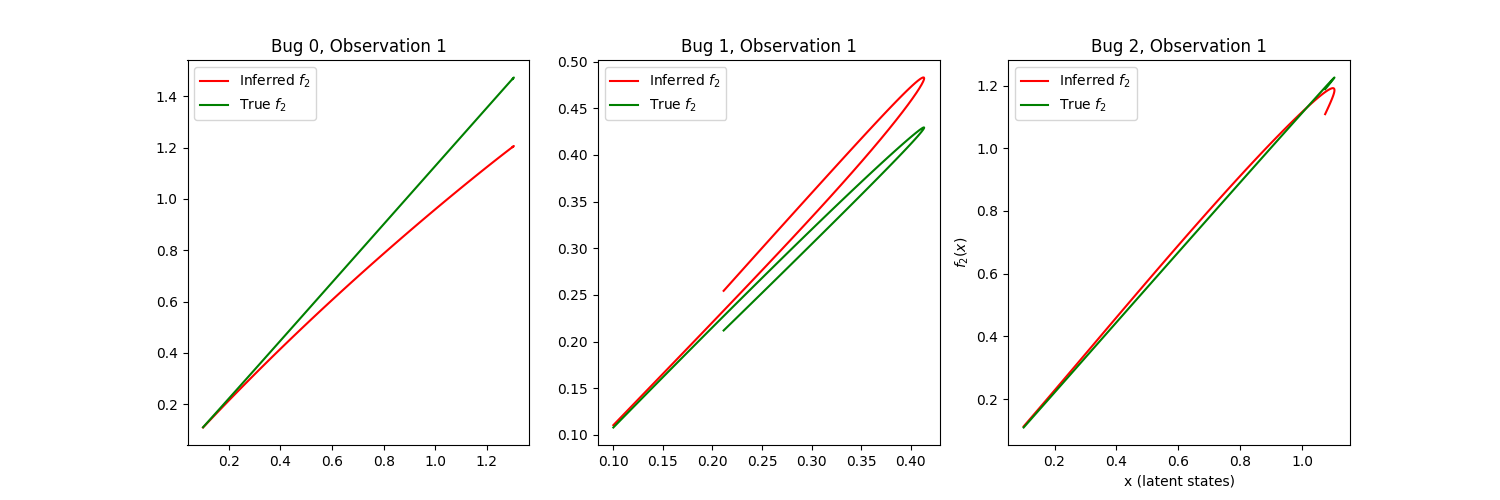 Bug 0, Observation 1
Inferred f₂
True f₂
1.4
1.2
1.0
0.8
0.6
0.4
0.2
0.2 0.4 0.6 0.8 1.0 1.2
Bug 1, Observation 1
Inferred f₂
True f₂
0.50
0.45
0.40
0.35
0.30
0.25
0.20
0.15
0.10
0.10 0.15 0.20 0.25 0.30 0.35 0.40
Bug 2, Observation 1
Inferred f₂
True f₂
f₂(x)
1.2
1.0
0.8
0.6
0.4
0.2
0.2 0.4 0.6 0.8 1.0
x (latent states)